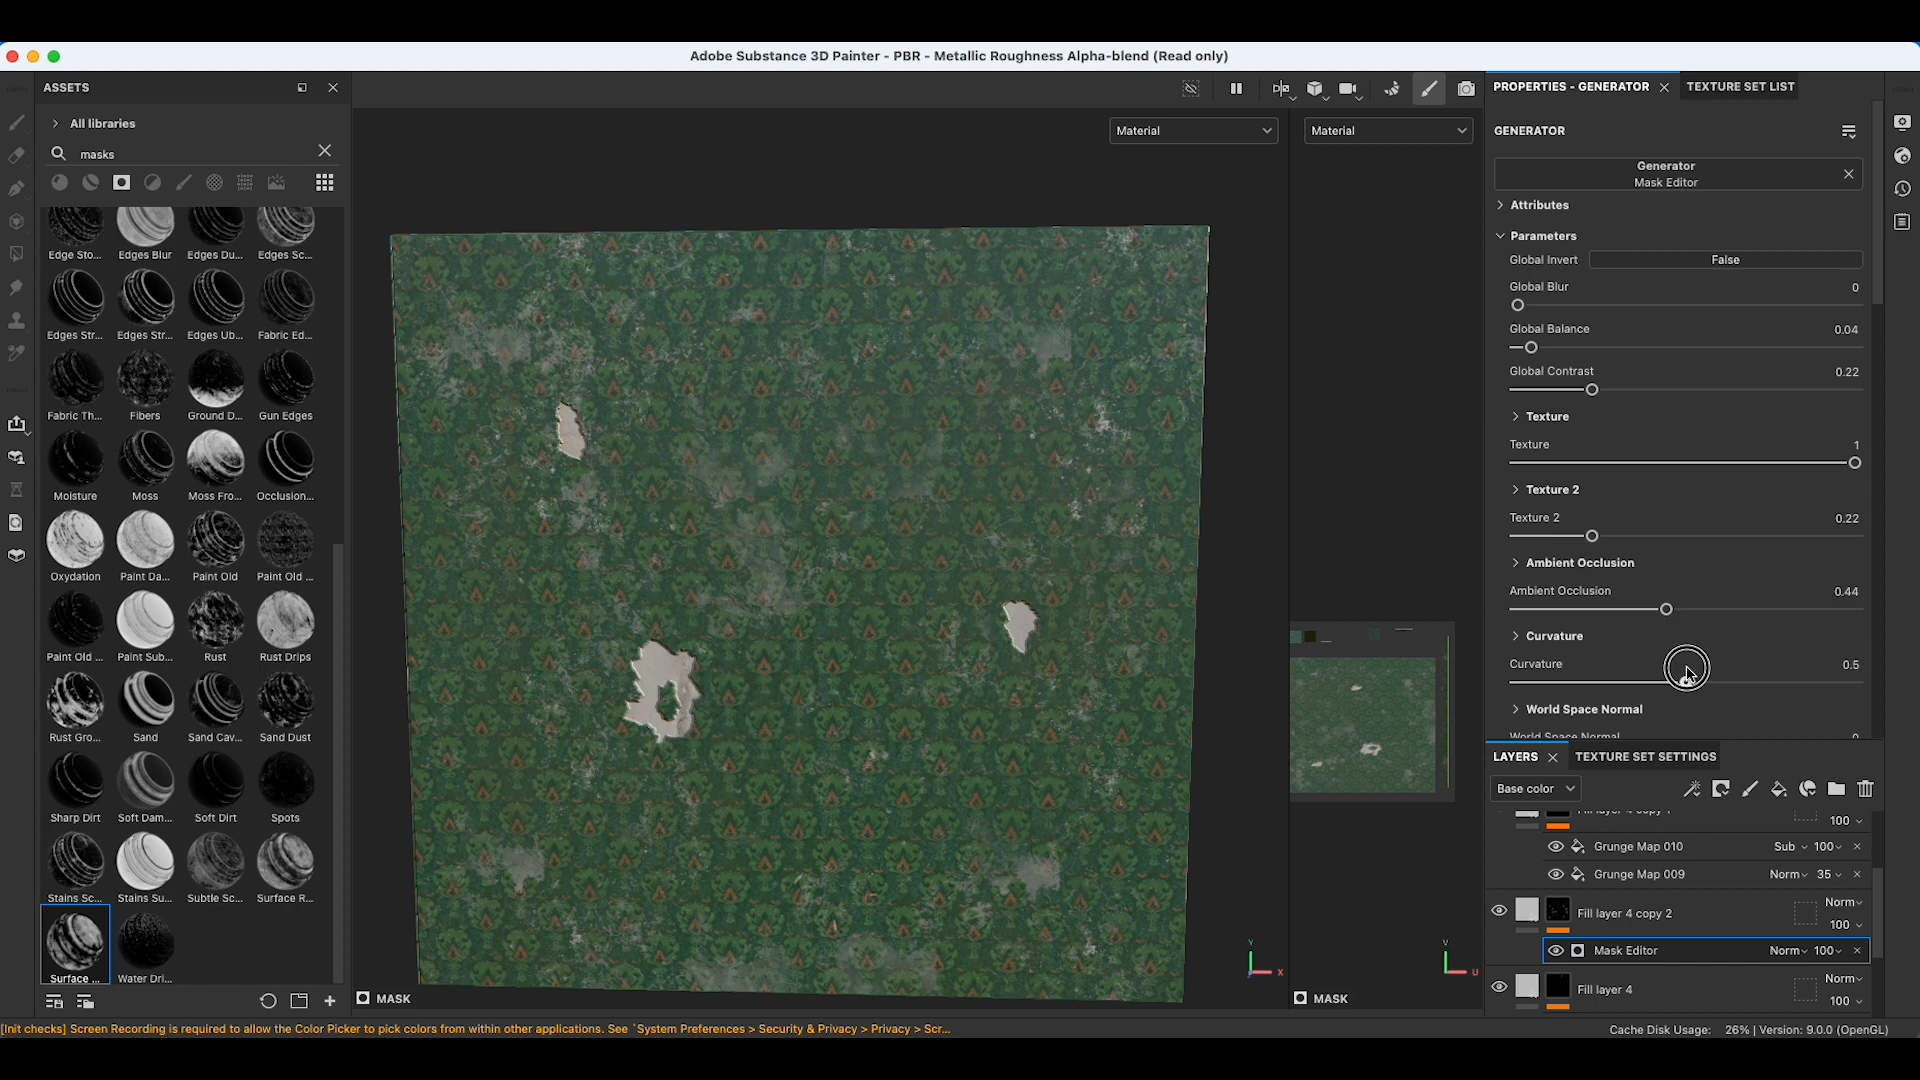 Adobe Substance 3D Painter - PBR - Metallic Roughness Alpha-blend (Read only)
ASSETS
All libraries
masks
Edge Sto...
Edges Blur
Edges Du...
Edges Sc...
Edges Str...
Edges Str...
Edges Ub...
Fabric Ed...
Fabric Th...
Fibers
Ground D...
Gun Edges
Moisture
Moss
Moss Fro...
Occlusion...
Oxydation
Paint Da...
Paint Old
Paint Old ...
Paint Old ...
Paint Sub...
Rust
Rust Drips
Rust Gro...
Sand
Sand Cav...
Sand Dust
Sharp Dirt
Soft Dam...
Soft Dirt
Spots
Stains Sc...
Stains Su...
Subtle Sc...
Surface R...
Surface ...
Water Dri...
Material
Material
Y
X
V
U
MASK
MASK
PROPERTIES - GENERATOR
TEXTURE SET LIST
GENERATOR
Generator
Mask Editor
Attributes
Parameters
Global Invert
False
Global Blur
0
Global Balance
0.04
Global Contrast
0.22
Texture
Texture
1
Texture 2
Texture 2
0.22
Ambient Occlusion
Ambient Occlusion
0.44
Curvature
Curvature
0.5
World Space Normal
World Space Normal
0
LAYERS
TEXTURE SET SETTINGS
Base color
Fill layer 4 copy 1
100
Grunge Map 010
Sub
100
Grunge Map 009
Norm
35
Fill layer 4 copy 2
Norm
100
Mask Editor
Norm
100
Fill layer 4
Norm
100
[Init checks] Screen Recording is required to allow the Color Picker to pick colors from within other applications. See `System Preferences > Security & Privacy > Privacy > Scr...
Cache Disk Usage: 26% | Version: 9.0.0 (OpenGL)